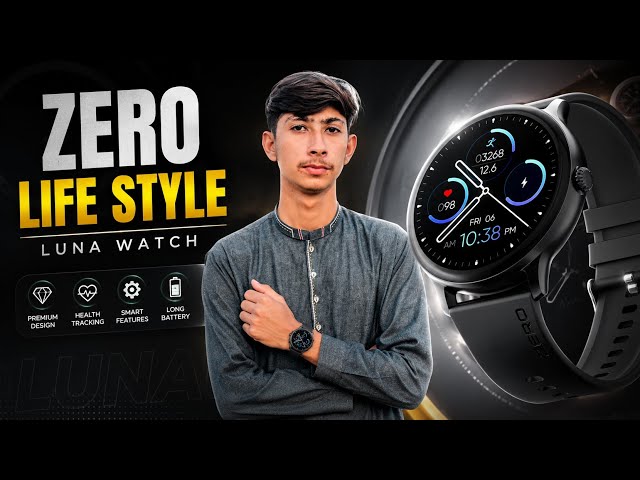 ZERO
LIFE STYLE
LUNA WATCH
PREMIUM DESIGN
HEALTH TRACKING
SMART FEATURES
LONG BATTERY
LUNA
03268
12.6
098
FRI 06
AM 10:38 PM
ZERO